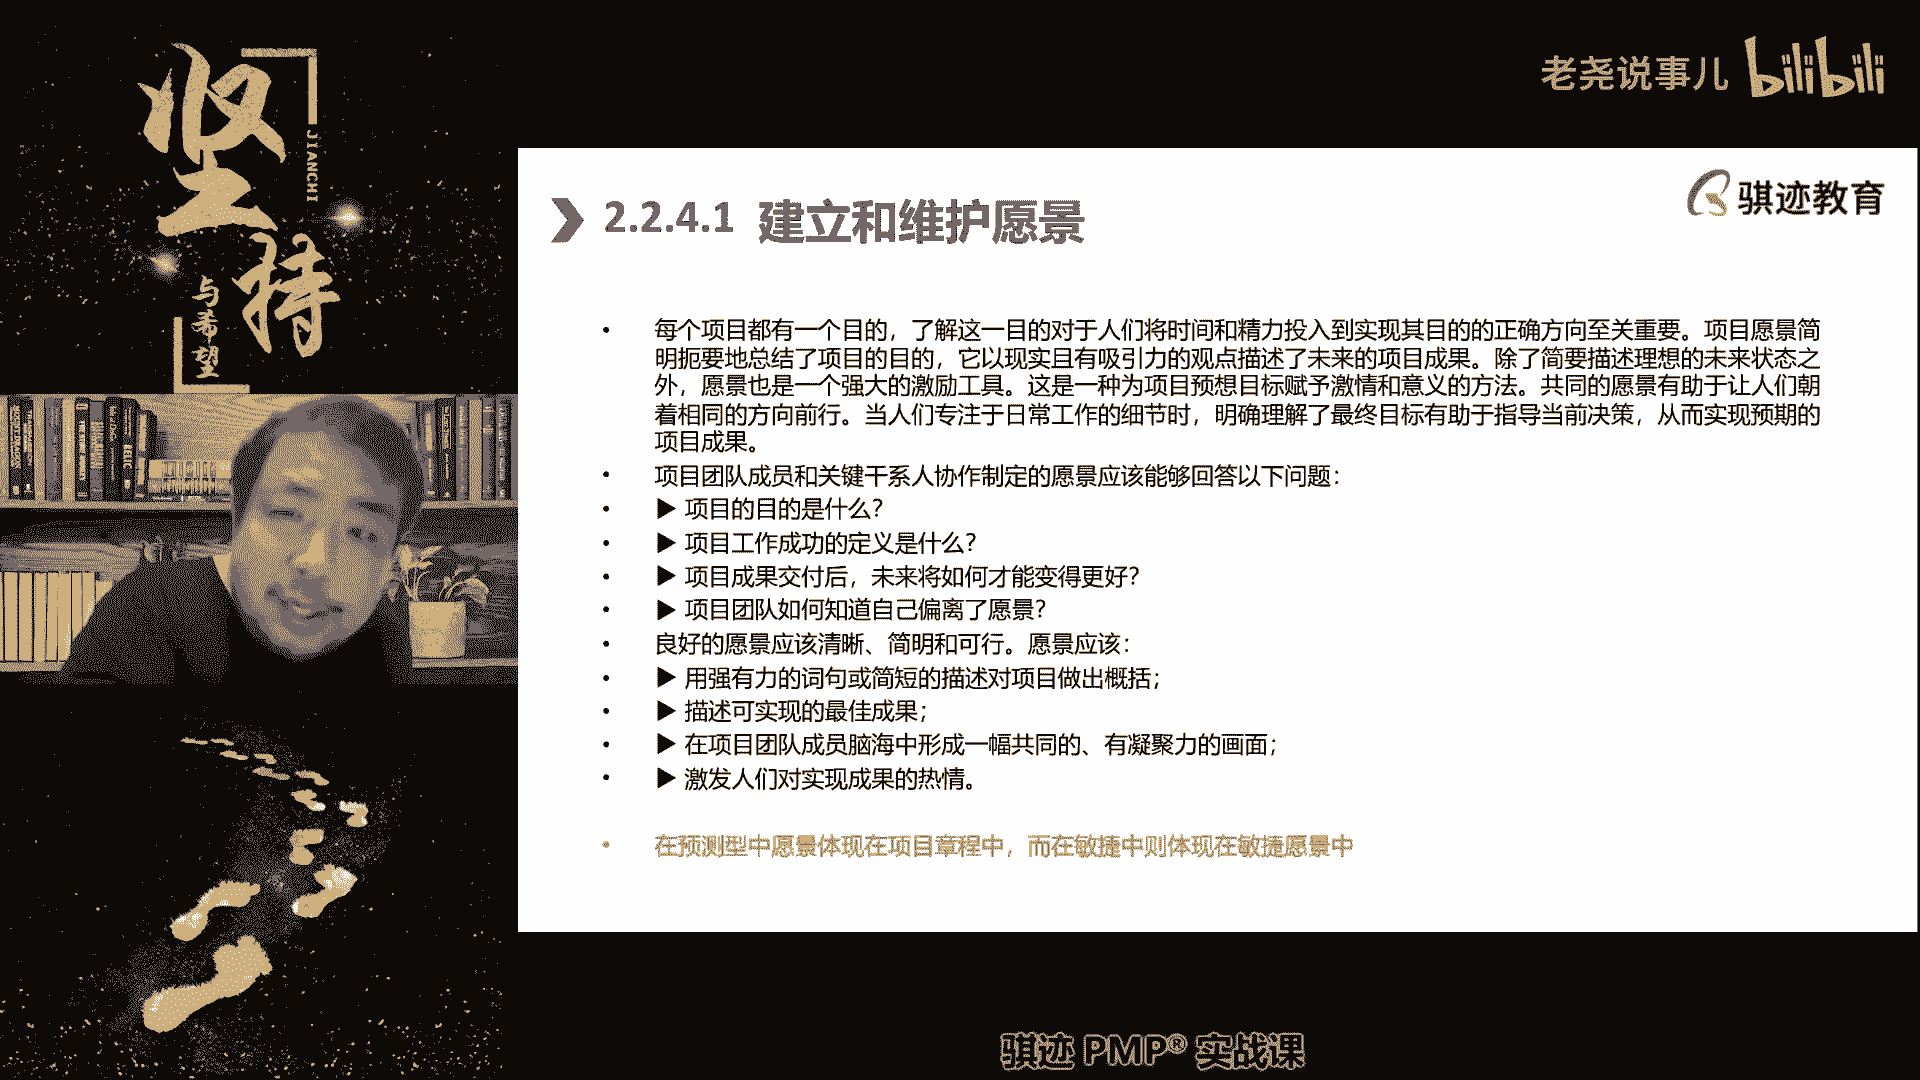 坚持
JIANCHI
与希望
老尧说事儿 bilibili
骐迹教育
2.2.4.1 建立和维护愿景
• 每个项目都有一个目的，了解这一目的对于人们将时间和精力投入到实现其目的的正确方向至关重要。项目愿景简
明扼要地总结了项目的目的，它以现实且有吸引力的观点描述了未来的项目成果。除了简要描述理想的未来状态之
外，愿景也是一个强大的激励工具。这是一种为项目预想目标赋予激情和意义的方法。共同的愿景有助于让人们朝
着相同的方向前行。当人们专注于日常工作的细节时，明确理解了最终目标有助于指导当前决策，从而实现预期的
项目成果。
• 项目团队成员和关键干系人协作制定的愿景应该能够回答以下问题：
• ▶ 项目的目的是什么？
• ▶ 项目工作成功的定义是什么？
• ▶ 项目成果交付后，未来将如何才能变得更好？
• ▶ 项目团队如何知道自己偏离了愿景？
• 良好的愿景应该清晰、简明和可行。愿景应该：
• ▶ 用强有力的词句或简短的描述对项目做出概括；
• ▶ 描述可实现的最佳成果；
• ▶ 在项目团队成员脑海中形成一幅共同的、有凝聚力的画面；
• ▶ 激发人们对实现成果的热情。
• 在预测型中愿景体现在项目章程中，而在敏捷中则体现在敏捷愿景中
骐迹 PMP® 实战课